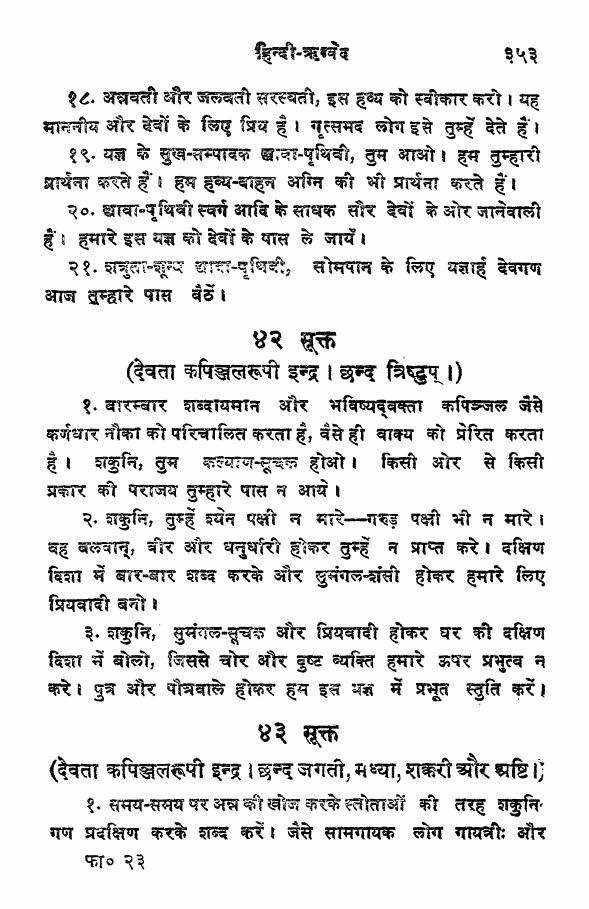 हिन्दी-ऋग्वेद ३५३
१८. अन्नवती और जलवती सरस्वती, इस हव्य को स्वीकार करो। यह
माननीय और देवों के लिए प्रिय है। गृत्समद लोग इसे तुम्हें देते हैं।
१९. यज्ञ के सुख-सम्पादक द्यावा-पृथिवी, तुम आओ। हम तुम्हारी
प्रार्थना करते हैं। हम हव्य-वाहन अग्नि की भी प्रार्थना करते हैं।
२०. द्यावा-पृथिवी स्वर्ग आदि के साधक और देवों के ओर जानेवाली
हैं। हमारे इस यज्ञ को देवों के पास ले जायँ।
२१. शत्रुता-शून्य द्यावा-पृथिवी, सोमपान के लिए यज्ञार्ह देवगण
आज तुम्हारे पास बैठें।
४२ सूक्त
(देवता कपिञ्जलरूपी इन्द्र। छन्द त्रिष्टुप्।)
१. बारम्बार शब्दायमान और भविष्यद्वक्ता कपिञ्जल जैसे
कर्णधार नौका को परिचालित करता है, वैसे ही वाक्य को प्रेरित करता
है। शकुनि, तुम कल्याण-सूचक होओ। किसी ओर से किसी
प्रकार की पराजय तुम्हारे पास न आये।
२. शकुनि, तुम्हें श्येन पक्षी न मारे—गरुड़ पक्षी भी न मारे।
वह बलवान्, वीर और धनुर्धारी होकर तुम्हें न प्राप्त करे। दक्षिण
दिशा में बार-बार शब्द करके और सुमंगल-शंसी होकर हमारे लिए
प्रियवादी बनो।
३. शकुनि, सुमंगल-सूचक और प्रियवादी होकर घर की दक्षिण
दिशा में बोलो, जिससे चोर और दुष्ट व्यक्ति हमारे ऊपर प्रभुत्व न
करे। पुत्र और पौत्रवाले होकर हम इस यज्ञ में प्रभूत स्तुति करें।
४३ सूक्त
(देवता कपिञ्जलरूपी इन्द्र। छन्द जगती, मध्या, शक्वरी और अष्टि।)
१. समय-समय पर अन्न की खोज करके स्तोताओं की तरह शकुनि-
गण प्रदक्षिण करके शब्द करें। जैसे सामगायक लोग गायत्रीः और
फा० २३